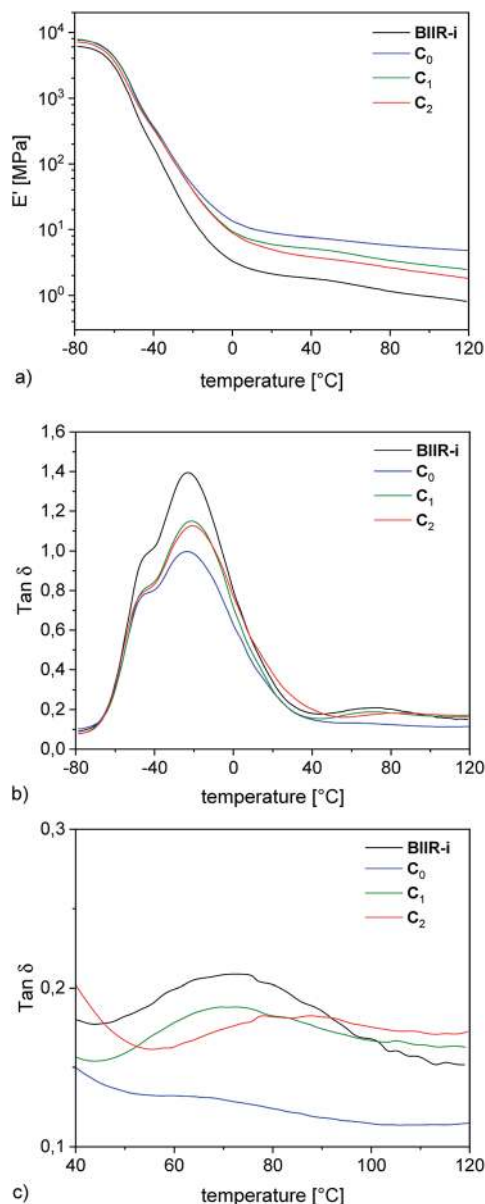 BIIR-i
C₀
C₁
C₂
10⁴
10³
10²
10¹
10⁰
E' [MPa]
-80 -40 0 40 80 120
temperature [°C]
a)
BIIR-i
C₀
C₁
C₂
1,6
1,4
1,2
1,0
0,8
0,6
0,4
0,2
0,0
Tan δ
-80 -40 0 40 80 120
temperature [°C]
b)
BIIR-i
C₀
C₁
C₂
0,3
0,2
0,1
Tan δ
40 60 80 100 120
temperature [°C]
c)